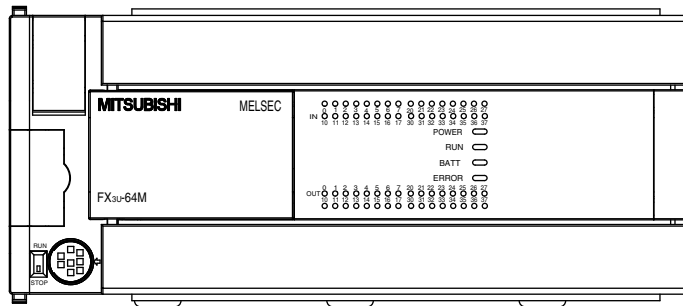 MITSUBISHI
MELSEC
FX3U-64M
IN
0 1 2 3 4 5 6 7 20 21 22 23 24 25 26 27
10 11 12 13 14 15 16 17 30 31 32 33 34 35 36 37
POWER
RUN
BATT
ERROR
OUT
0 1 2 3 4 5 6 7 20 21 22 23 24 25 26 27
10 11 12 13 14 15 16 17 30 31 32 33 34 35 36 37
RUN
STOP